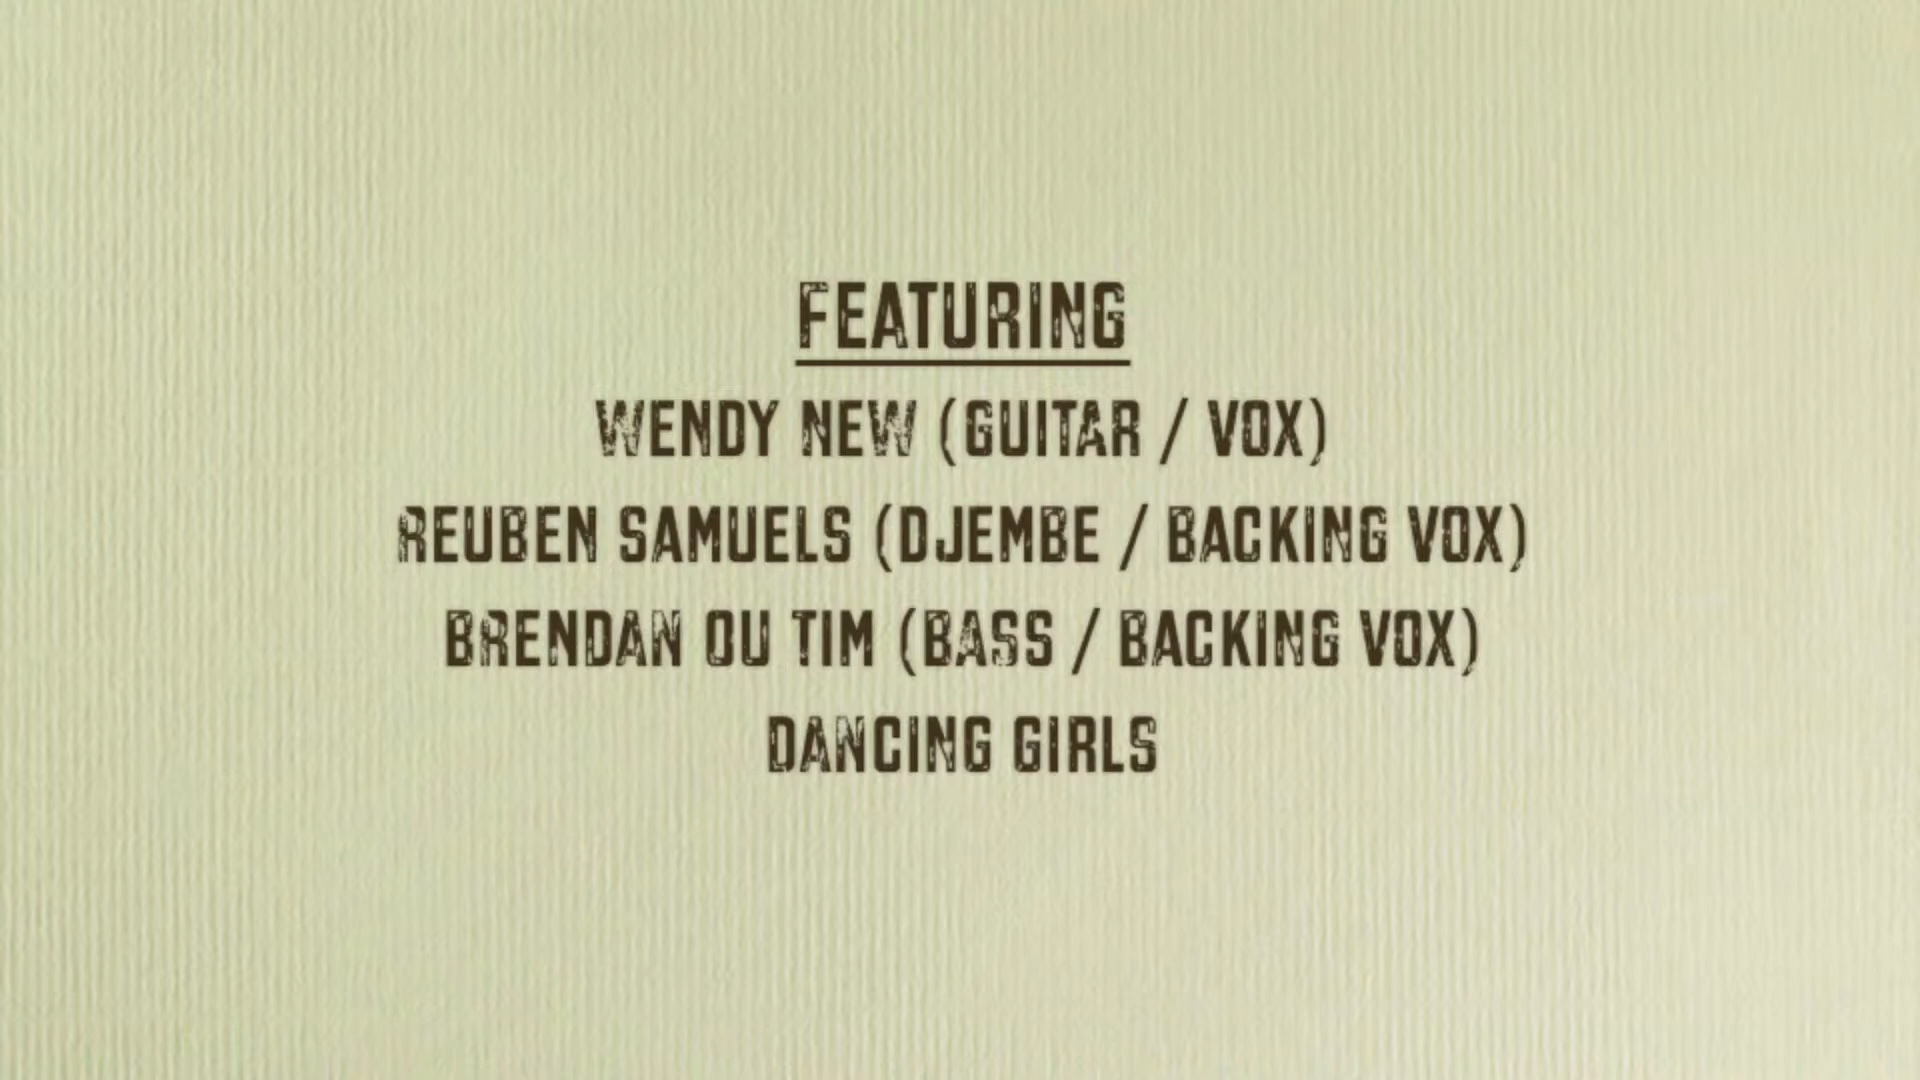 FEATURING
WENDY NEW (GUITAR / VOX)
REUBEN SAMUELS (DJEMBE / BACKING VOX)
BRENDAN OU TIM (BASS / BACKING VOX)
DANCING GIRLS